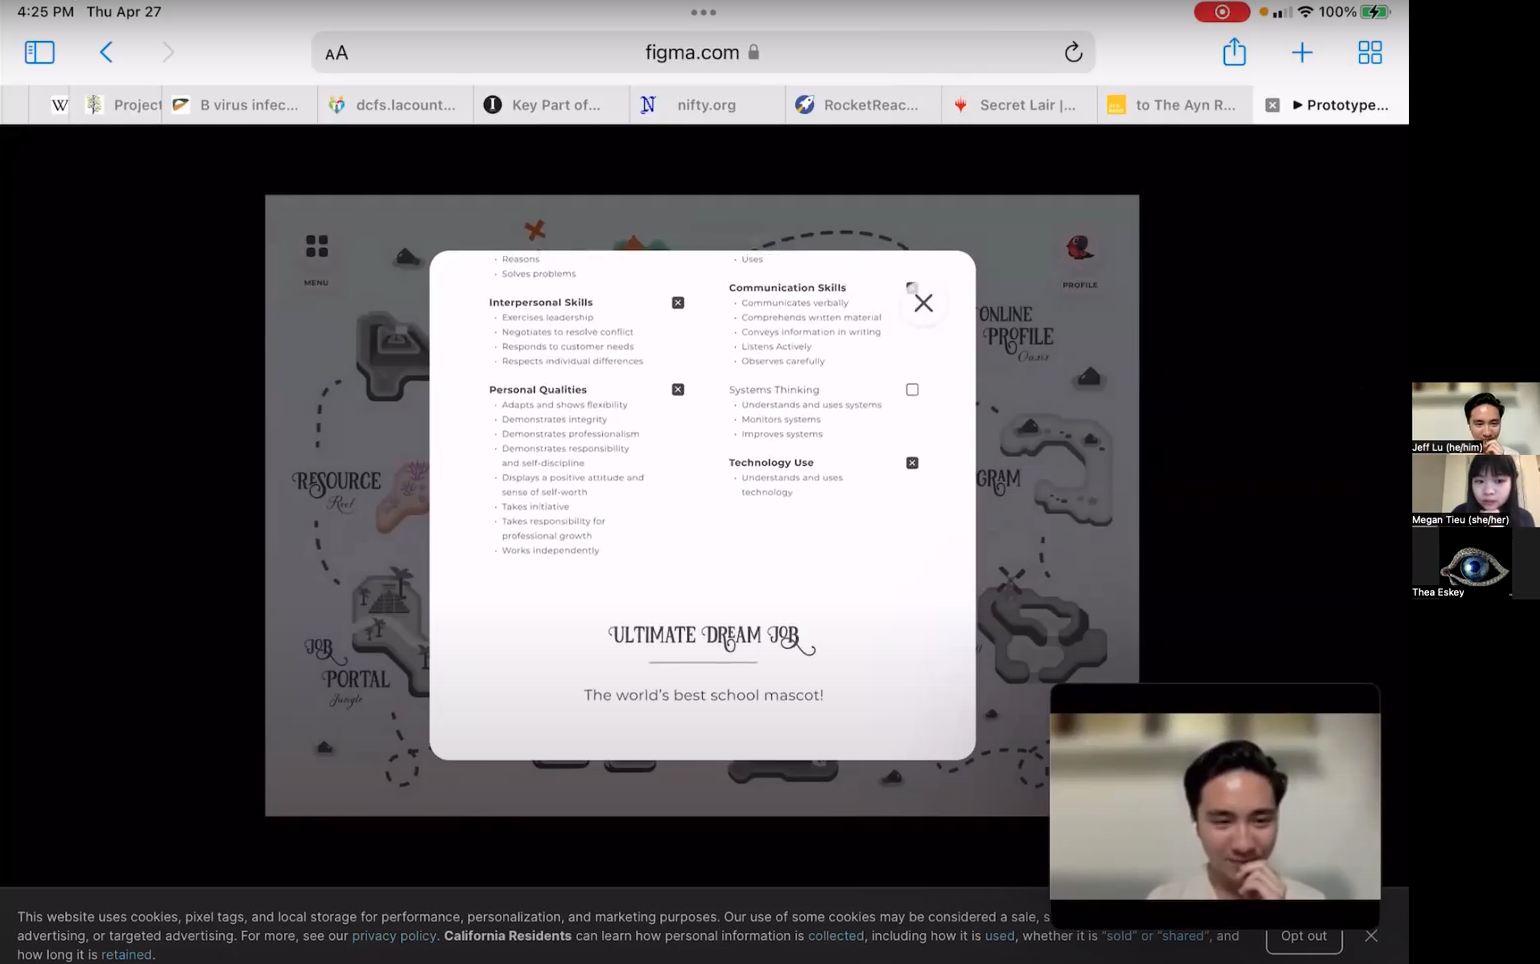 4:25 PM Thu Apr 27
100%
AA
figma.com
W
Project
B virus infec...
dcfs.lacount...
Key Part of...
nifty.org
RocketReac...
Secret Lair |...
to The Ayn R...
Prototype...
MENU
PROFILE
ONLINE
PROFILE
Oasis
RESOURCE
Reef
GRAM
JOB
PORTAL
Jungle
· Reasons
· Solves problems
Interpersonal Skills
· Exercises leadership
· Negotiates to resolve conflict
· Responds to customer needs
· Respects individual differences
Personal Qualities
· Adapts and shows flexibility
· Demonstrates integrity
· Demonstrates professionalism
· Demonstrates responsibility
and self-discipline
· Displays a positive attitude and
sense of self-worth
· Takes initiative
· Takes responsibility for
professional growth
· Works independently
· Uses
Communication Skills
· Communicates verbally
· Comprehends written material
· Conveys information in writing
· Listens Actively
· Observes carefully
Systems Thinking
· Understands and uses systems
· Monitors systems
· Improves systems
Technology Use
· Understands and uses
technology
ULTIMATE DREAM JOB
The world's best school mascot!
Jeff Lu (he/him)
Megan Tieu (she/her)
Thea Eskey
This website uses cookies, pixel tags, and local storage for performance, personalization, and marketing purposes. Our use of some cookies may be considered a sale, s
advertising, or targeted advertising. For more, see our privacy policy. California Residents can learn how personal information is collected, including how it is used, whether it is "sold" or "shared", and
how long it is retained.
Opt out